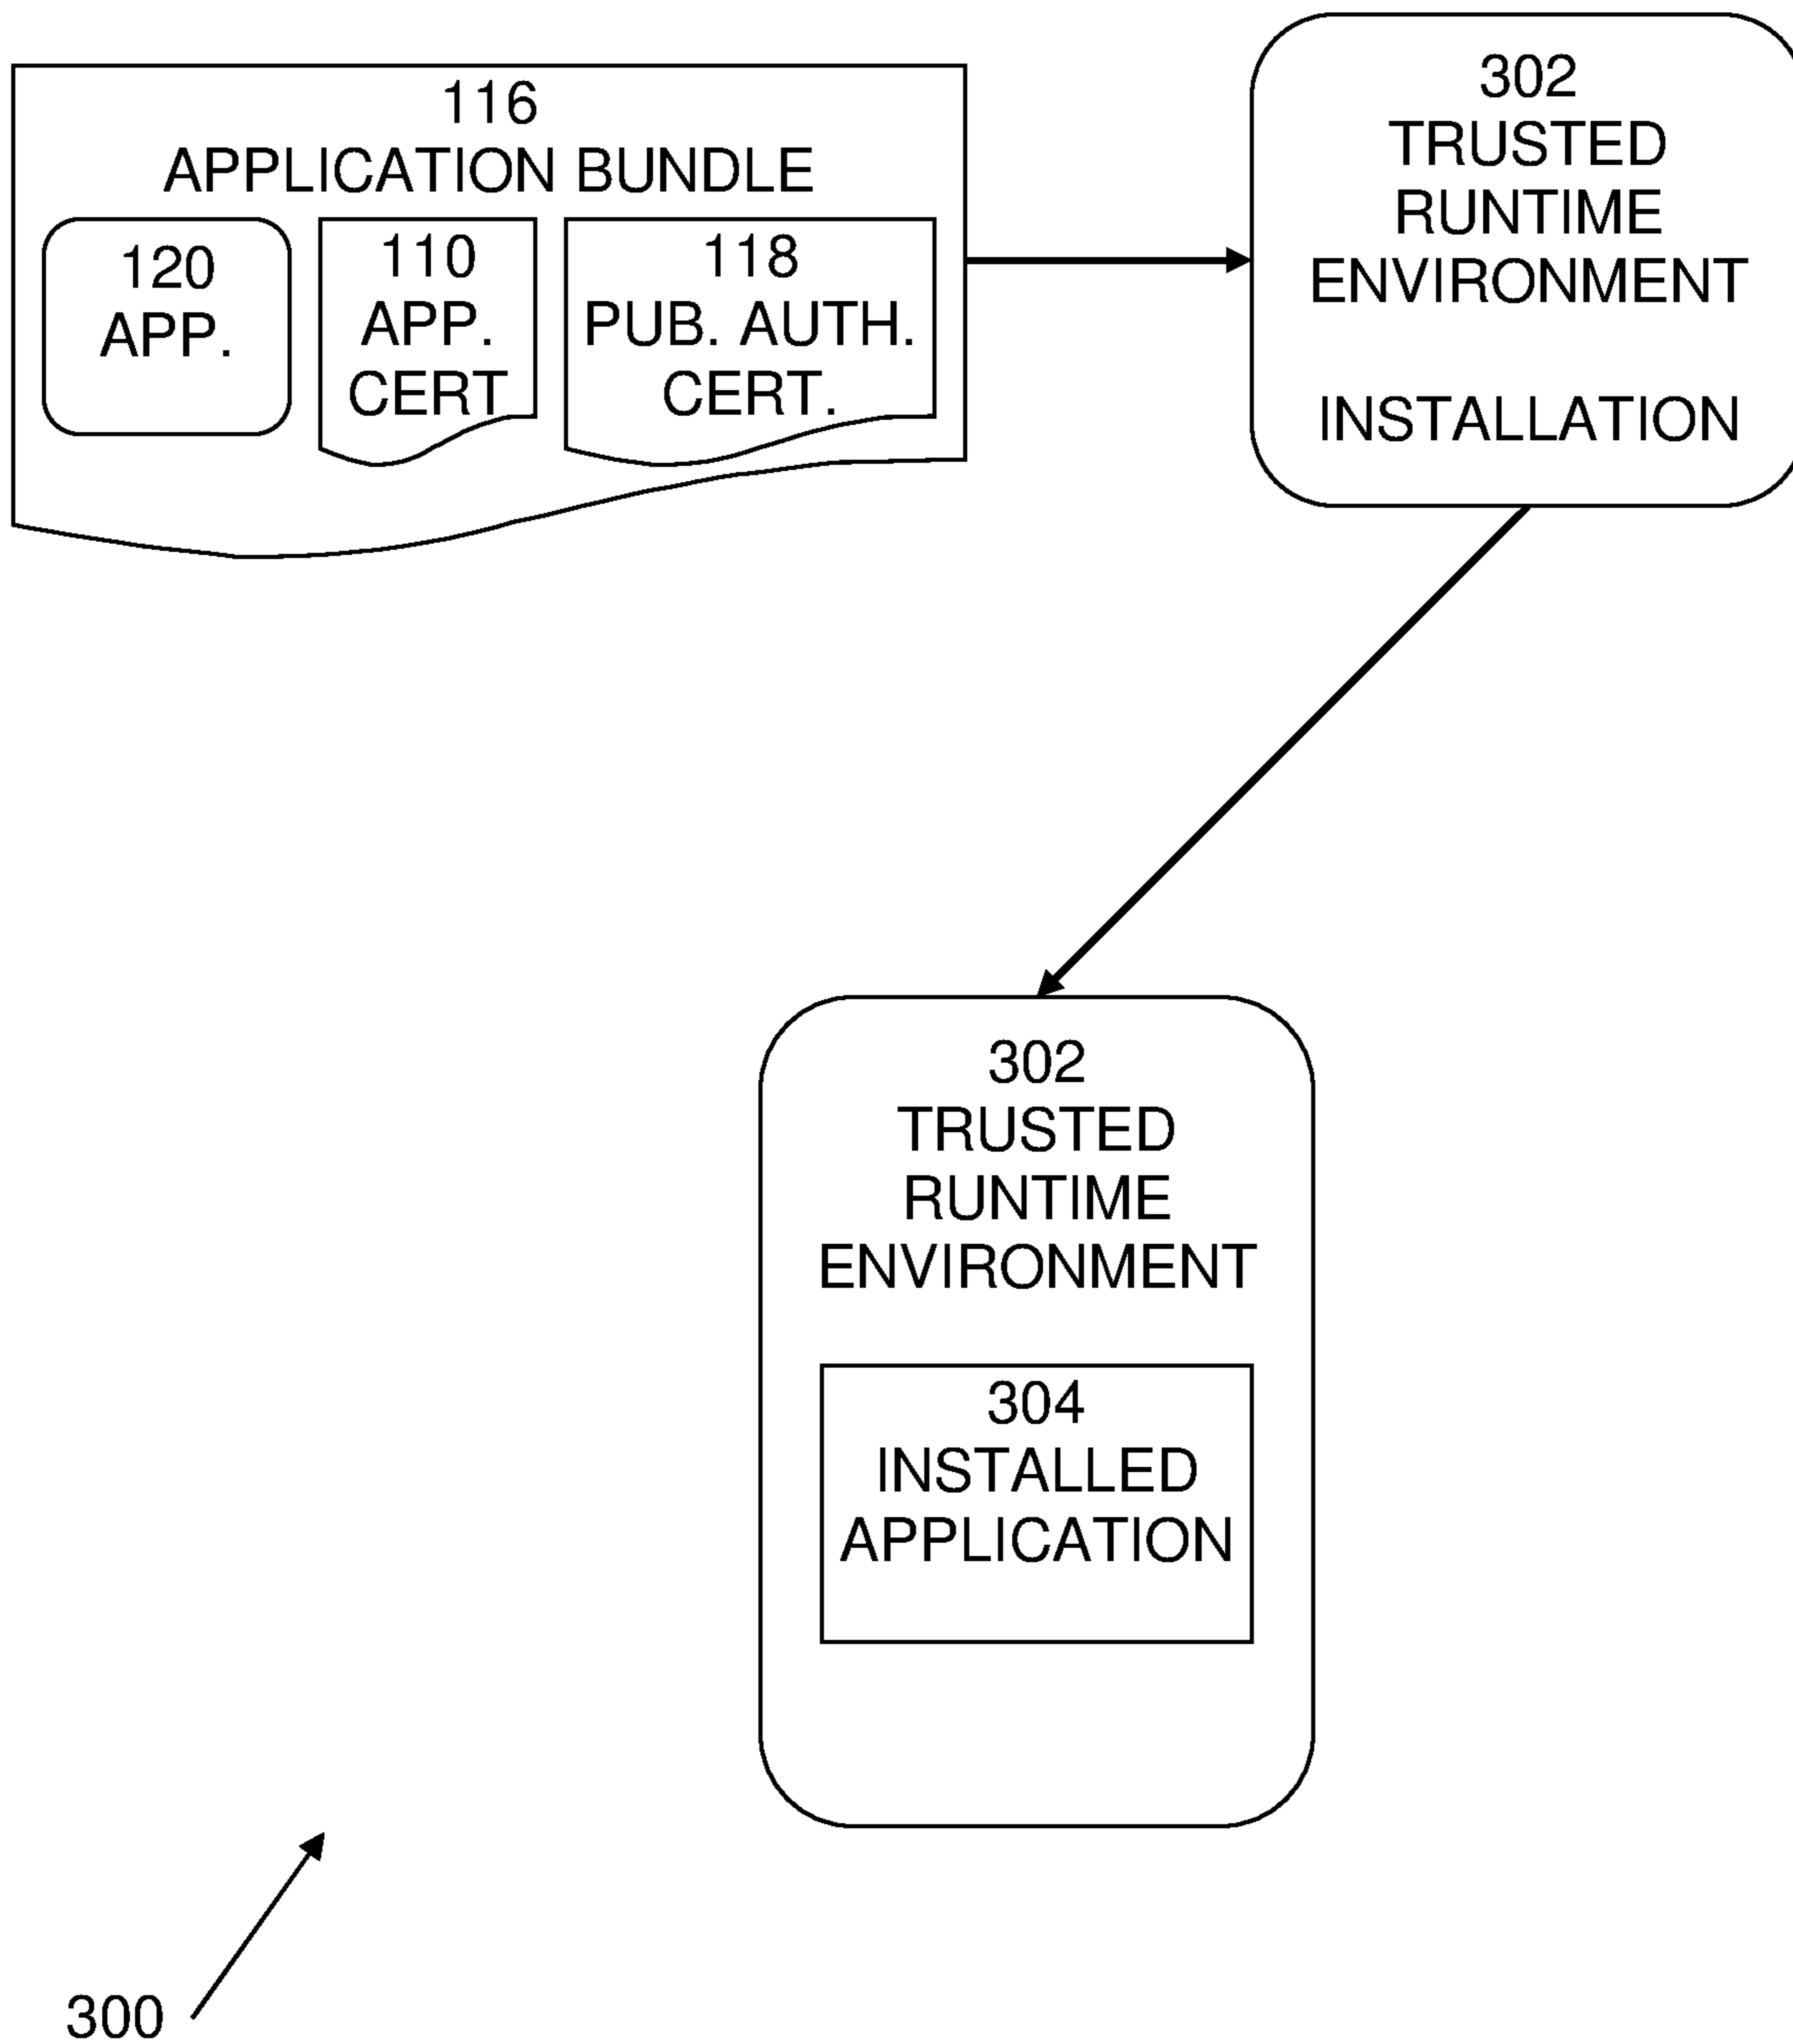 116
APPLICATION BUNDLE
120
APP.
110
APP.
CERT
118
PUB. AUTH.
CERT.
302
TRUSTED
RUNTIME
ENVIRONMENT
INSTALLATION
302
TRUSTED
RUNTIME
ENVIRONMENT
304
INSTALLED
APPLICATION
300